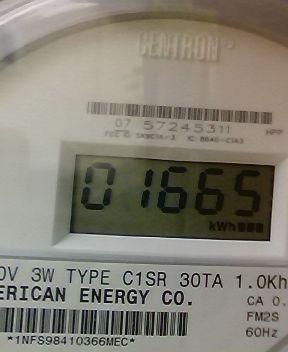 CENTRON
07 57245311
HPP
01665
kWh
0V 3W TYPE C1SR 30TA 1.0Kh
ERICAN ENERGY CO.
CA 0.
FM2S
60Hz
*1NFS98410366MEC*